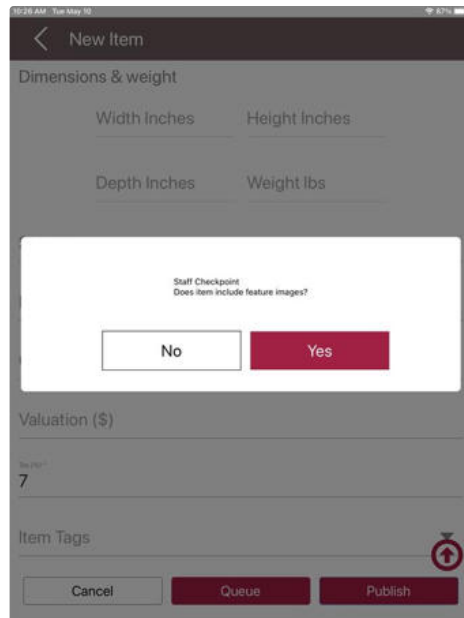 10:26 AM Tue May 10
67%
New Item
Dimensions & weight
Width Inches
Height Inches
Depth Inches
Weight lbs
Staff Checkpoint
Does item include feature images?
No
Yes
Valuation ($)
7
Item Tags
Cancel
Queue
Publish